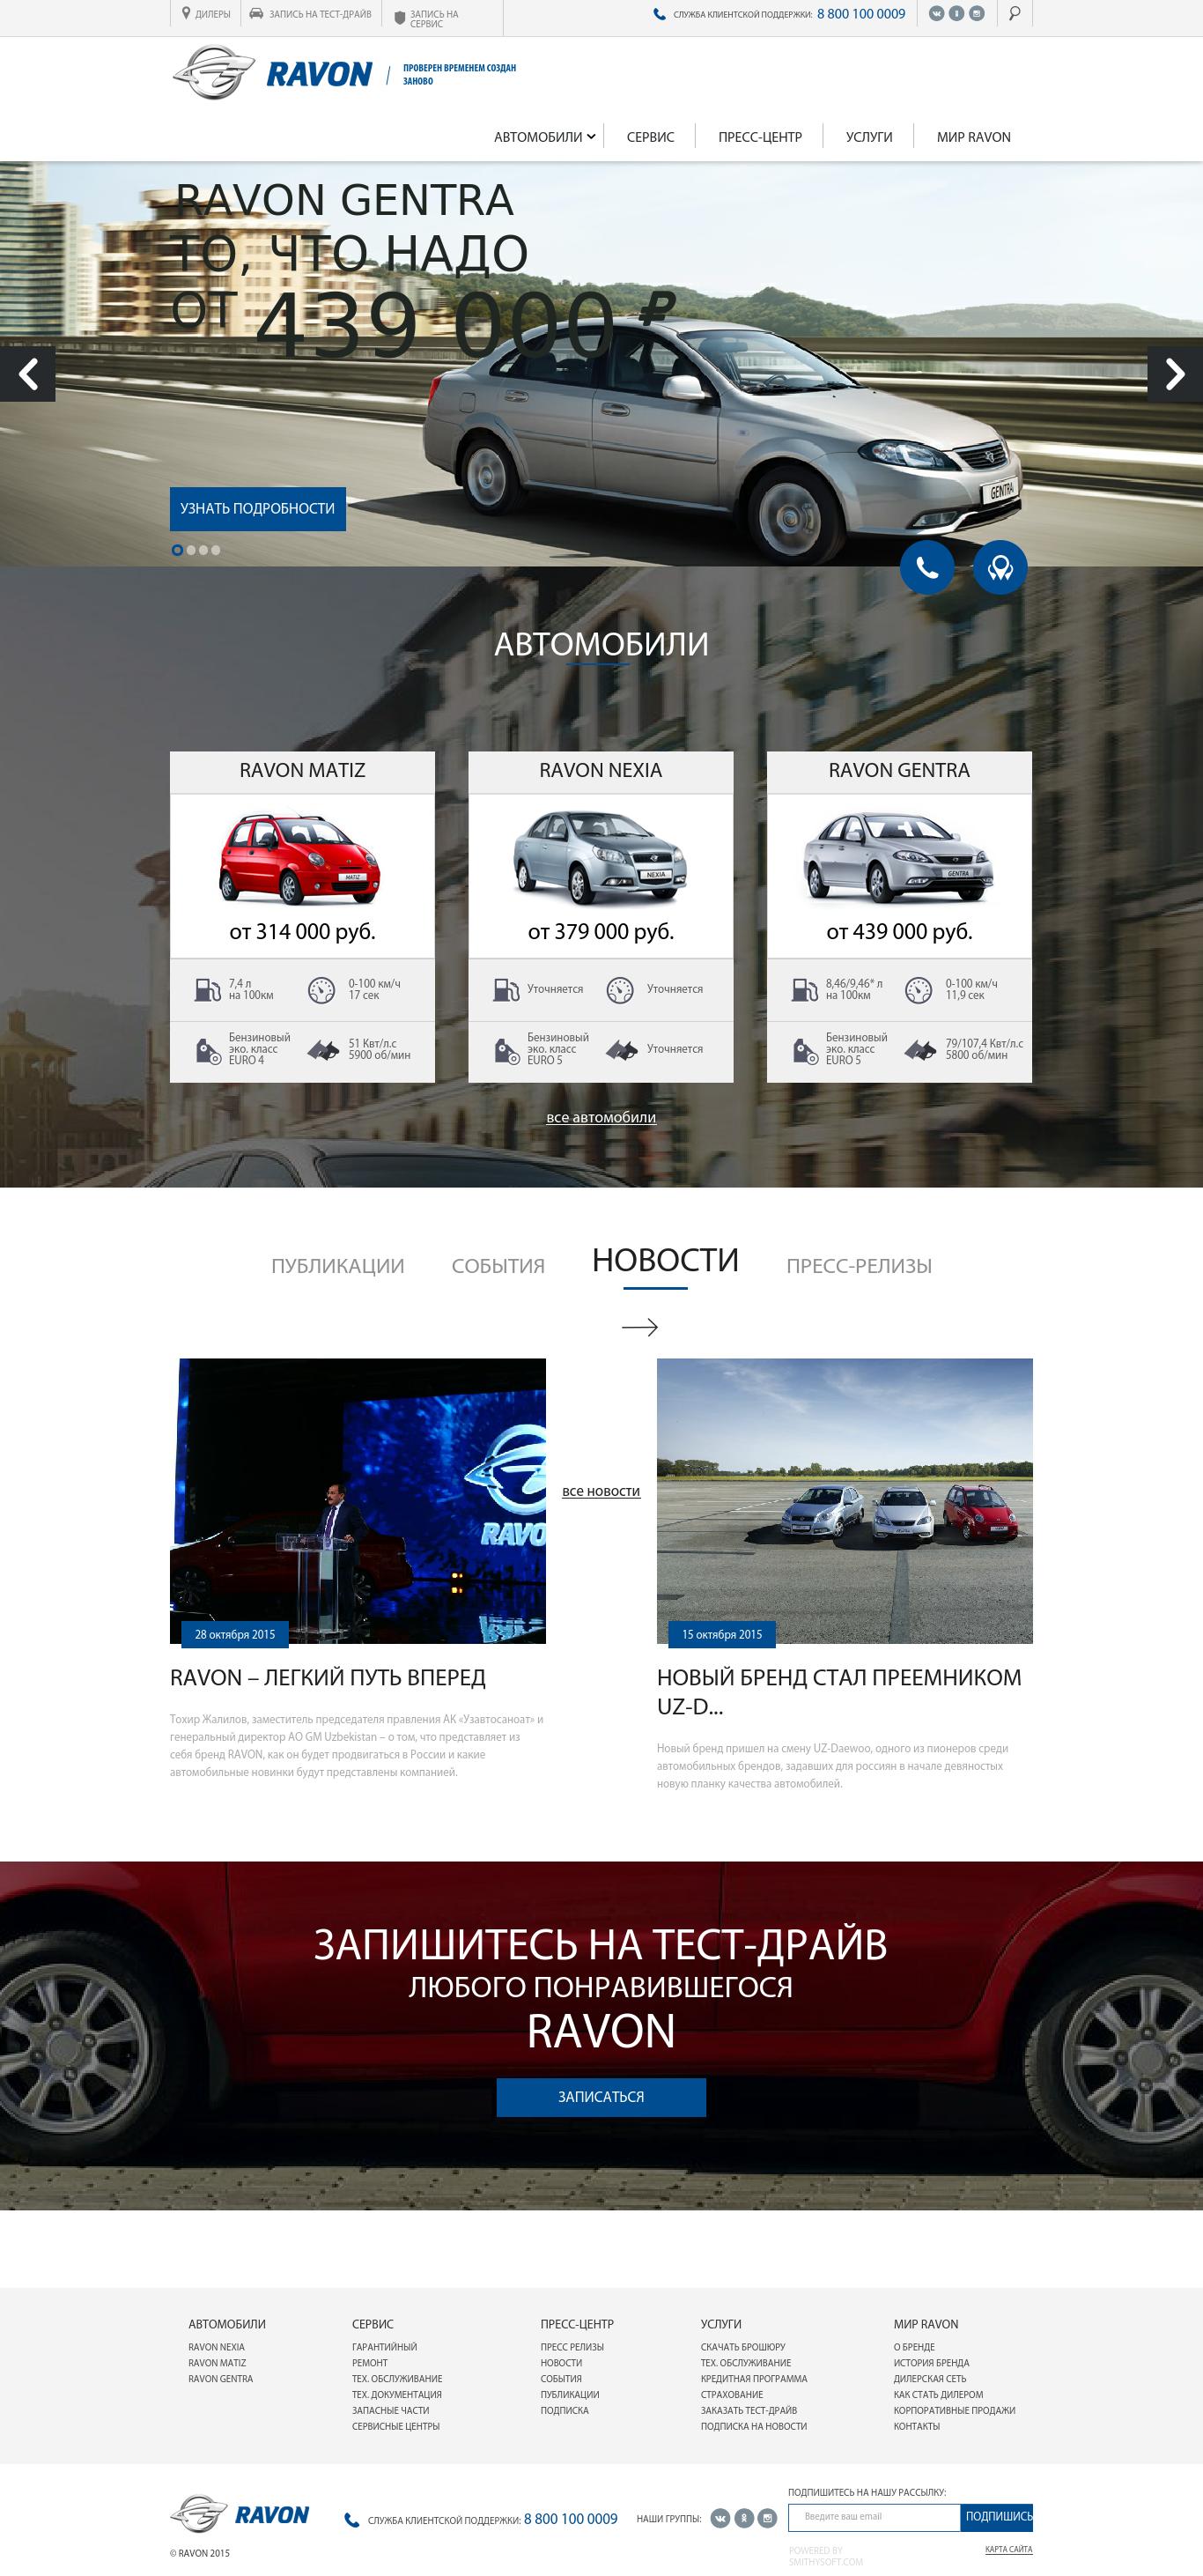 ДИЛЕРЫ
ЗАПИСЬ НА ТЕСТ-ДРАЙВ
ЗАПИСЬ НА
СЕРВИС
СЛУЖБА КЛИЕНТСКОЙ ПОДДЕРЖКИ: 8 800 100 0009
RAVON
ПРОВЕРЕН ВРЕМЕНЕМ СОЗДАН
ЗАНОВО
АВТОМОБИЛИ
СЕРВИС
ПРЕСС-ЦЕНТР
УСЛУГИ
МИР RAVON
RAVON GENTRA
ТО, ЧТО НАДО
ОТ 439 000 ₽
GENTRA
УЗНАТЬ ПОДРОБНОСТИ
АВТОМОБИЛИ
RAVON MATIZ
MATIZ
от 314 000 руб.
7,4 л
на 100км
0-100 км/ч
17 сек
Бензиновый
эко. класс
EURO 4
51 Квт/л.с
5900 об/мин
RAVON NEXIA
NEXIA
от 379 000 руб.
Уточняется
Уточняется
Бензиновый
эко. класс
EURO 5
Уточняется
RAVON GENTRA
GENTRA
от 439 000 руб.
8,46/9,46* л
на 100км
0-100 км/ч
11,9 сек
Бензиновый
эко. класс
EURO 5
79/107,4 Квт/л.с
5800 об/мин
все автомобили
ПУБЛИКАЦИИ
СОБЫТИЯ
НОВОСТИ
ПРЕСС-РЕЛИЗЫ
RAVO
все новости
28 октября 2015
RAVON – ЛЕГКИЙ ПУТЬ ВПЕРЕД
Тохир Жалилов, заместитель председателя правления АК «Узавтосаноат» и
генеральный директор АО GM Uzbekistan – о том, что представляет из
себя бренд RAVON, как он будет продвигаться в России и какие
автомобильные новинки будут представлены компанией.
15 октября 2015
НОВЫЙ БРЕНД СТАЛ ПРЕЕМНИКОМ
UZ-D...
Новый бренд пришел на смену UZ-Daewoo, одного из пионеров среди
автомобильных брендов, задавших для россиян в начале девяностых
новую планку качества автомобилей.
ЗАПИШИТЕСЬ НА ТЕСТ-ДРАЙВ
ЛЮБОГО ПОНРАВИВШЕГОСЯ
RAVON
ЗАПИСАТЬСЯ
АВТОМОБИЛИ
RAVON NEXIA
RAVON MATIZ
RAVON GENTRA
СЕРВИС
ГАРАНТИЙНЫЙ
РЕМОНТ
ТЕХ. ОБСЛУЖИВАНИЕ
ТЕХ. ДОКУМЕНТАЦИЯ
ЗАПАСНЫЕ ЧАСТИ
СЕРВИСНЫЕ ЦЕНТРЫ
ПРЕСС-ЦЕНТР
ПРЕСС РЕЛИЗЫ
НОВОСТИ
СОБЫТИЯ
ПУБЛИКАЦИИ
ПОДПИСКА
УСЛУГИ
СКАЧАТЬ БРОШЮРУ
ТЕХ. ОБСЛУЖИВАНИЕ
КРЕДИТНАЯ ПРОГРАММА
СТРАХОВАНИЕ
ЗАКАЗАТЬ ТЕСТ-ДРАЙВ
ПОДПИСКА НА НОВОСТИ
МИР RAVON
О БРЕНДЕ
ИСТОРИЯ БРЕНДА
ДИЛЕРСКАЯ СЕТЬ
КАК СТАТЬ ДИЛЕРОМ
КОРПОРАТИВНЫЕ ПРОДАЖИ
КОНТАКТЫ
RAVON
© RAVON 2015
СЛУЖБА КЛИЕНТСКОЙ ПОДДЕРЖКИ: 8 800 100 0009
НАШИ ГРУППЫ:
ПОДПИШИТЕСЬ НА НАШУ РАССЫЛКУ:
Введите ваш email
ПОДПИШИСЬ
POWERED BY
SMITHYSOFT.COM
КАРТА САЙТА